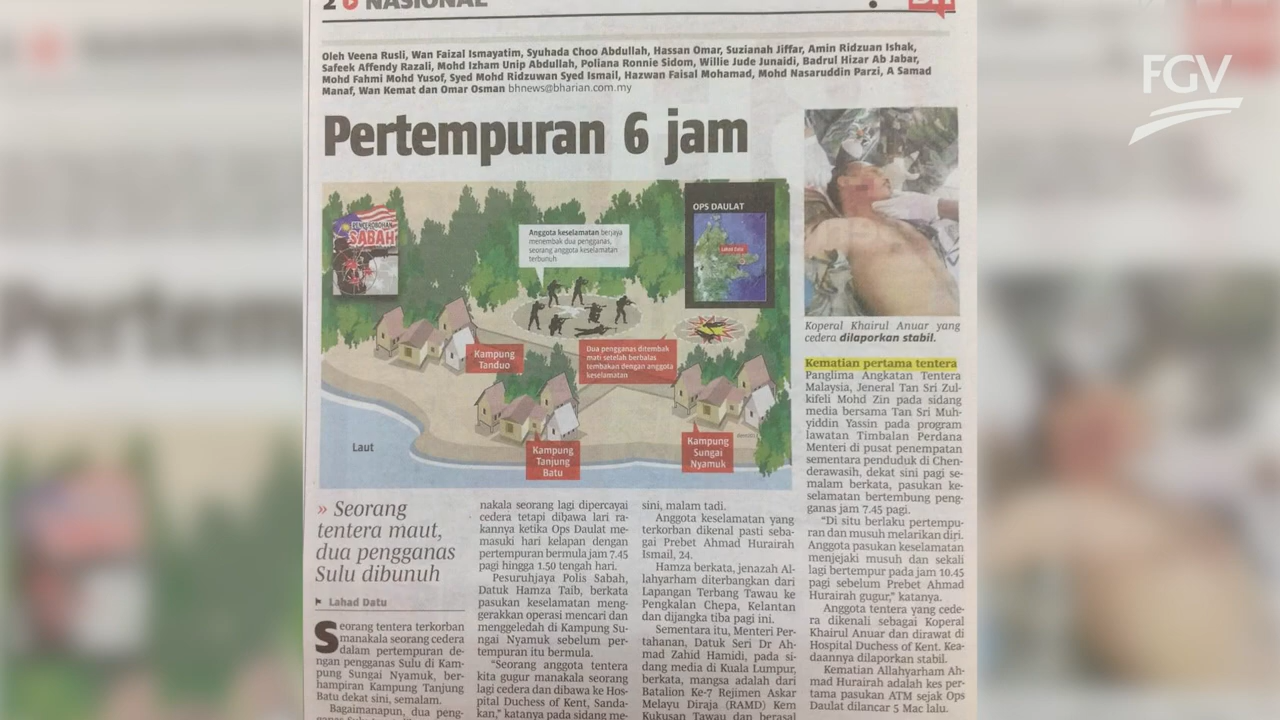 2 NASIONAL
BH
FGV
Oleh Veena Rusli, Wan Faizal Ismayatim, Syuhada Choo Abdullah, Hassan Omar, Suzianah Jiffar, Amin Ridzuan Ishak,
Safeek Affendy Razali, Mohd Izham Unip Abdullah, Poliana Ronnie Sidom, Willie Jude Junaidi, Badrul Hizar Ab Jabar,
Mohd Fahmi Mohd Yusof, Syed Mohd Ridzuwan Syed Ismail, Hazwan Faisal Mohamad, Mohd Nasaruddin Parzi, A Samad
Manaf, Wan Kemat dan Omar Osman bhnews@bharian.com.my
Pertempuran 6 jam
PENCEROBOHAN
SABAH
Anggota keselamatan berjaya
menembak dua pengganas,
seorang anggota keselamatan
terbunuh
OPS DAULAT
Lahad Datu
Kampung
Tanduo
Dua pengganas ditembak
mati setelah berbalas
tembakan dengan anggota
keselamatan
Laut
Kampung
Tanjung
Batu
Kampung
Sungai
Nyamuk
» Seorang
tentera maut,
dua pengganas
Sulu dibunuh
Lahad Datu
Seorang tentera terkorban
manakala seorang cedera
dalam pertempuran de-
ngan pengganas Sulu di Kam-
pung Sungai Nyamuk, ber-
hampiran Kampung Tanjung
Batu dekat sini, semalam.
Bagaimanapun, dua peng-
nakala seorang lagi dipercayai
cedera tetapi dibawa lari ra-
kannya ketika Ops Daulat me-
masuki hari kelapan dengan
pertempuran bermula jam 7.45
pagi hingga 1.50 tengah hari.
Pesuruhjaya Polis Sabah,
Datuk Hamza Taib, berkata
pasukan keselamatan meng-
gerakkan operasi mencari dan
menggeledah di Kampung Su-
ngai Nyamuk sebelum per-
tempuran itu bermula.
"Seorang anggota tentera
kita gugur manakala seorang
lagi cedera dan dibawa ke Hos-
pital Duchess of Kent, Sanda-
kan," katanya pada sidang me-
sini, malam tadi.
Anggota keselamatan yang
terkorban dikenal pasti seba-
gai Prebet Ahmad Hurairah
Ismail, 24.
Hamza berkata, jenazah Al-
lahyarham diterbangkan dari
Lapangan Terbang Tawau ke
Pengkalan Chepa, Kelantan
dan dijangka tiba pagi ini.
Sementara itu, Menteri Per-
tahanan, Datuk Seri Dr Ah-
mad Zahid Hamidi, pada si-
dang media di Kuala Lumpur,
berkata, mangsa adalah dari
Batalion Ke-7 Rejimen Askar
Melayu Diraja (RAMD) Kem
Kukusan Tawau dan berasal
Koperal Khairul Anuar yang
cedera dilaporkan stabil.
Kematian pertama tentera
Panglima Angkatan Tentera
Malaysia, Jeneral Tan Sri Zul-
kifeli Mohd Zin pada sidang
media bersama Tan Sri Muh-
yiddin Yassin pada program
lawatan Timbalan Perdana
Menteri di pusat penempatan
sementara penduduk di Chen-
derawasih, dekat sini pagi se-
malam berkata, pasukan ke-
selamatan bertembung peng-
ganas jam 7.45 pagi.
"Di situ berlaku pertempu-
ran dan musuh melarikan diri.
Anggota pasukan keselamatan
menjejaki musuh dan sekali
lagi bertempur pada jam 10.45
pagi sebelum Prebet Ahmad
Hurairah gugur," katanya.
Anggota tentera yang cede-
ra dikenali sebagai Koperal
Khairul Anuar dan dirawat di
Hospital Duchess of Kent. Kea-
daannya dilaporkan stabil.
Kematian Allahyarham Ah-
mad Hurairah adalah kes per-
tama pasukan ATM sejak Ops
Daulat dilancar 5 Mac lalu.